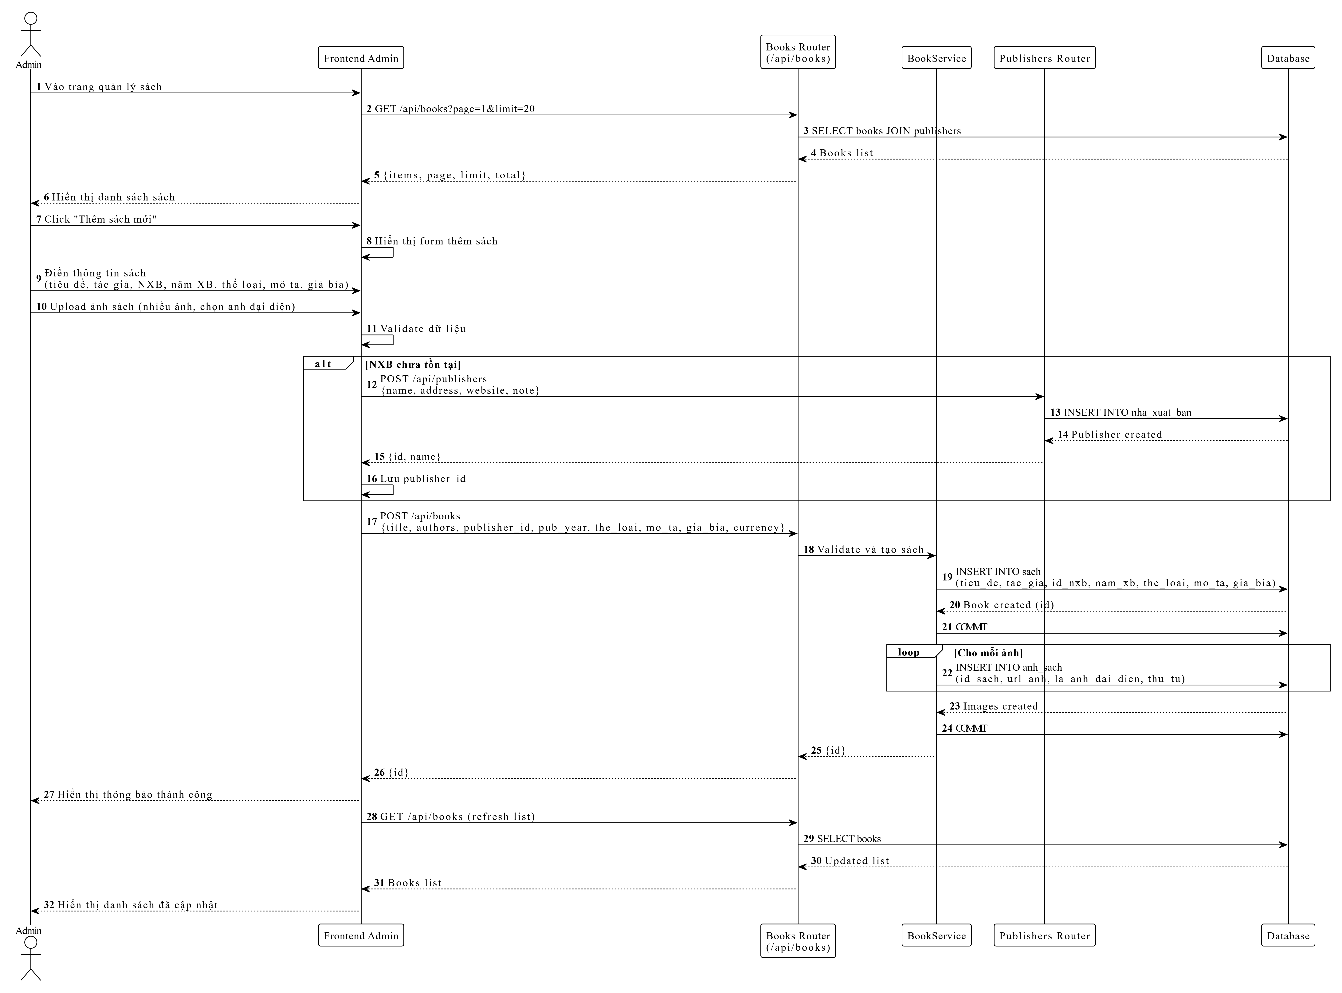 Admin
Frontend Admin
Books Router
(/api/books)
BookService
Publishers Router
Database
1 Vào trang quản lý sách
2 GET /api/books?page=1&limit=20
3 SELECT books JOIN publishers
4 Books list
5 {items, page, limit, total}
6 Hiển thị danh sách sách
7 Click "Thêm sách mới"
8 Hiển thị form thêm sách
9 Điền thông tin sách
(tiêu đề, tác giả, NXB, năm XB, thể loại, mô tả, giá bìa)
10 Upload ảnh sách (nhiều ảnh, chọn ảnh đại diện)
11 Validate dữ liệu
alt
[NXB chưa tồn tại]
12 POST /api/publishers
{name, address, website, note}
13 INSERT INTO nha_xuat_ban
14 Publisher created
15 {id, name}
16 Lưu publisher_id
17 POST /api/books
{title, authors, publisher_id, pub_year, the_loai, mo_ta, gia_bia, currency}
18 Validate và tạo sách
19 INSERT INTO sach
(tieu_de, tac_gia, id_nxb, nam_xb, the_loai, mo_ta, gia_bia)
20 Book created (id)
21 COMMIT
loop
[Cho mỗi ảnh]
22 INSERT INTO anh_sach
(id_sach, url_anh, la_anh_dai_dien, thu_tu)
23 Images created
24 COMMIT
25 {id}
26 {id}
27 Hiển thị thông báo thành công
28 GET /api/books (refresh list)
29 SELECT books
30 Updated list
31 Books list
32 Hiển thị danh sách đã cập nhật
Admin
Frontend Admin
Books Router
(/api/books)
BookService
Publishers Router
Database